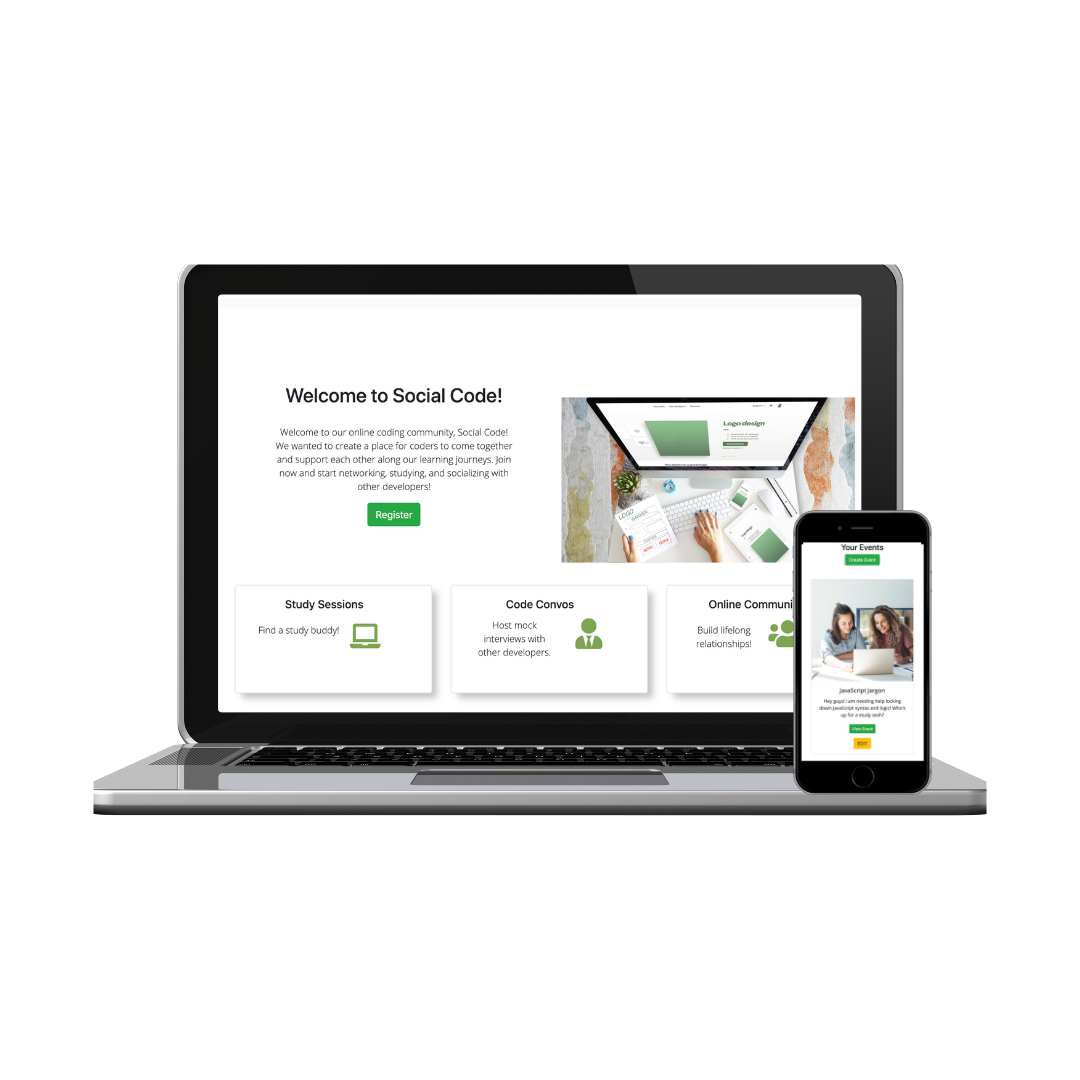 Welcome to Social Code!
Welcome to our online coding community, Social Code!
We wanted to create a place for coders to come together
and support each other along our learning journeys. Join
now and start networking, studying, and socializing with
other developers!
Register
Logo design
LOGO
BANNER
Study Sessions
Find a study buddy!
Code Convos
Host mock
interviews with
other developers.
Online Communi
Build lifelong
relationships!
Your Events
Create Event
JavaScript Jargon
Hey guys! I am needing help locking
down JavaScript syntax and logic! Who's
up for a study sesh?
View Event
EDIT